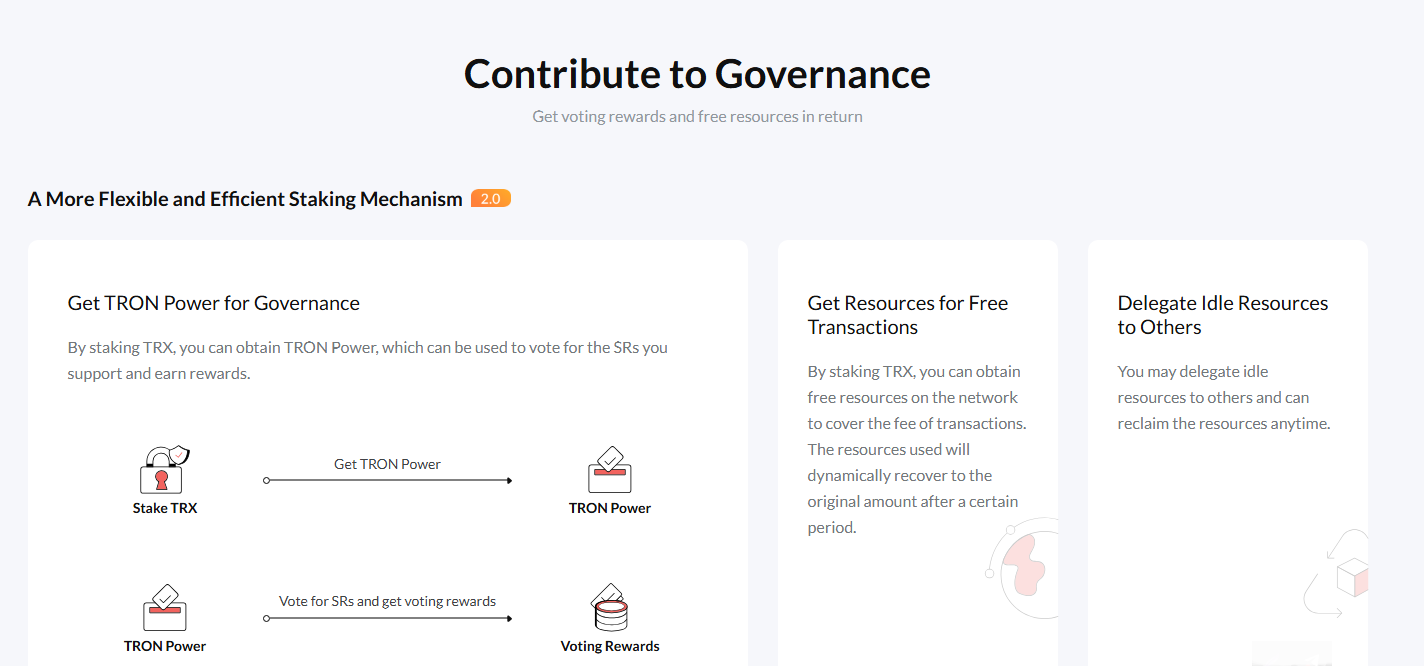 Contribute to Governance
Get voting rewards and free resources in return
A More Flexible and Efficient Staking Mechanism 2.0
Get TRON Power for Governance
By staking TRX, you can obtain TRON Power, which can be used to vote for the SRs you
support and earn rewards.
Get TRON Power
Stake TRX
TRON Power
Vote for SRs and get voting rewards
TRON Power
Voting Rewards
Get Resources for Free
Transactions
By staking TRX, you can obtain
free resources on the network
to cover the fee of transactions.
The resources used will
dynamically recover to the
original amount after a certain
period.
Delegate Idle Resources
to Others
You may delegate idle
resources to others and can
reclaim the resources anytime.